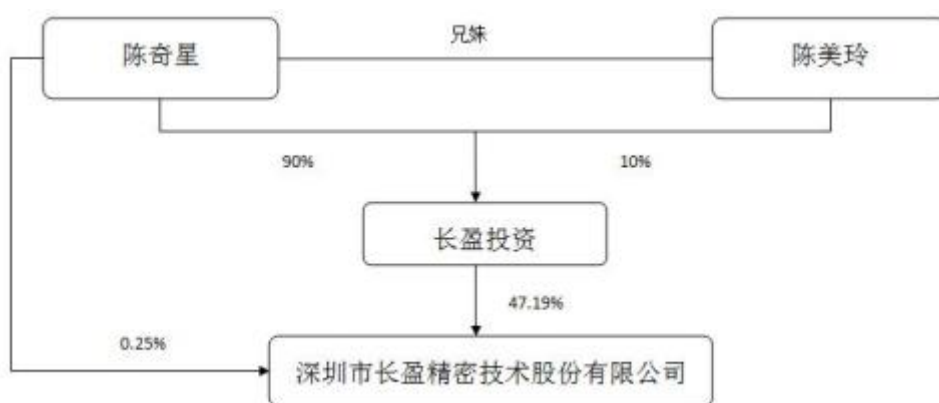 兄妹
陈奇星
陈美玲
90%
10%
长盈投资
47.19%
0.25%
深圳市长盈精密技术股份有限公司